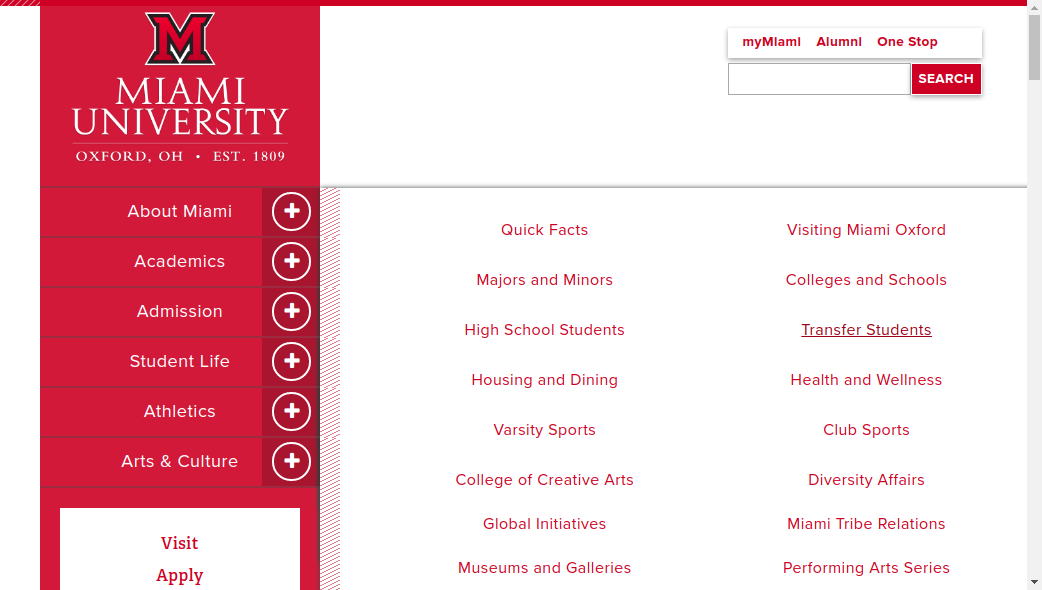 M
MIAMI
UNIVERSITY
OXFORD, OH • EST. 1809
myMiami Alumni One Stop
SEARCH
About Miami
Academics
Admission
Student Life
Athletics
Arts & Culture
Visit
Apply
Quick Facts Visiting Miami Oxford
Majors and Minors Colleges and Schools
High School Students Transfer Students
Housing and Dining Health and Wellness
Varsity Sports Club Sports
College of Creative Arts Diversity Affairs
Global Initiatives Miami Tribe Relations
Museums and Galleries Performing Arts Series